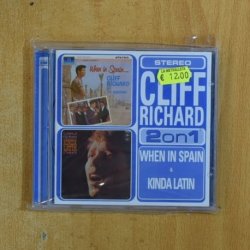 STEREO
CLIFF
RICHARD
2on1
WHEN IN SPAIN
&
KINDA LATIN
When in Spain...
CLIFF
RICHARD
12,00